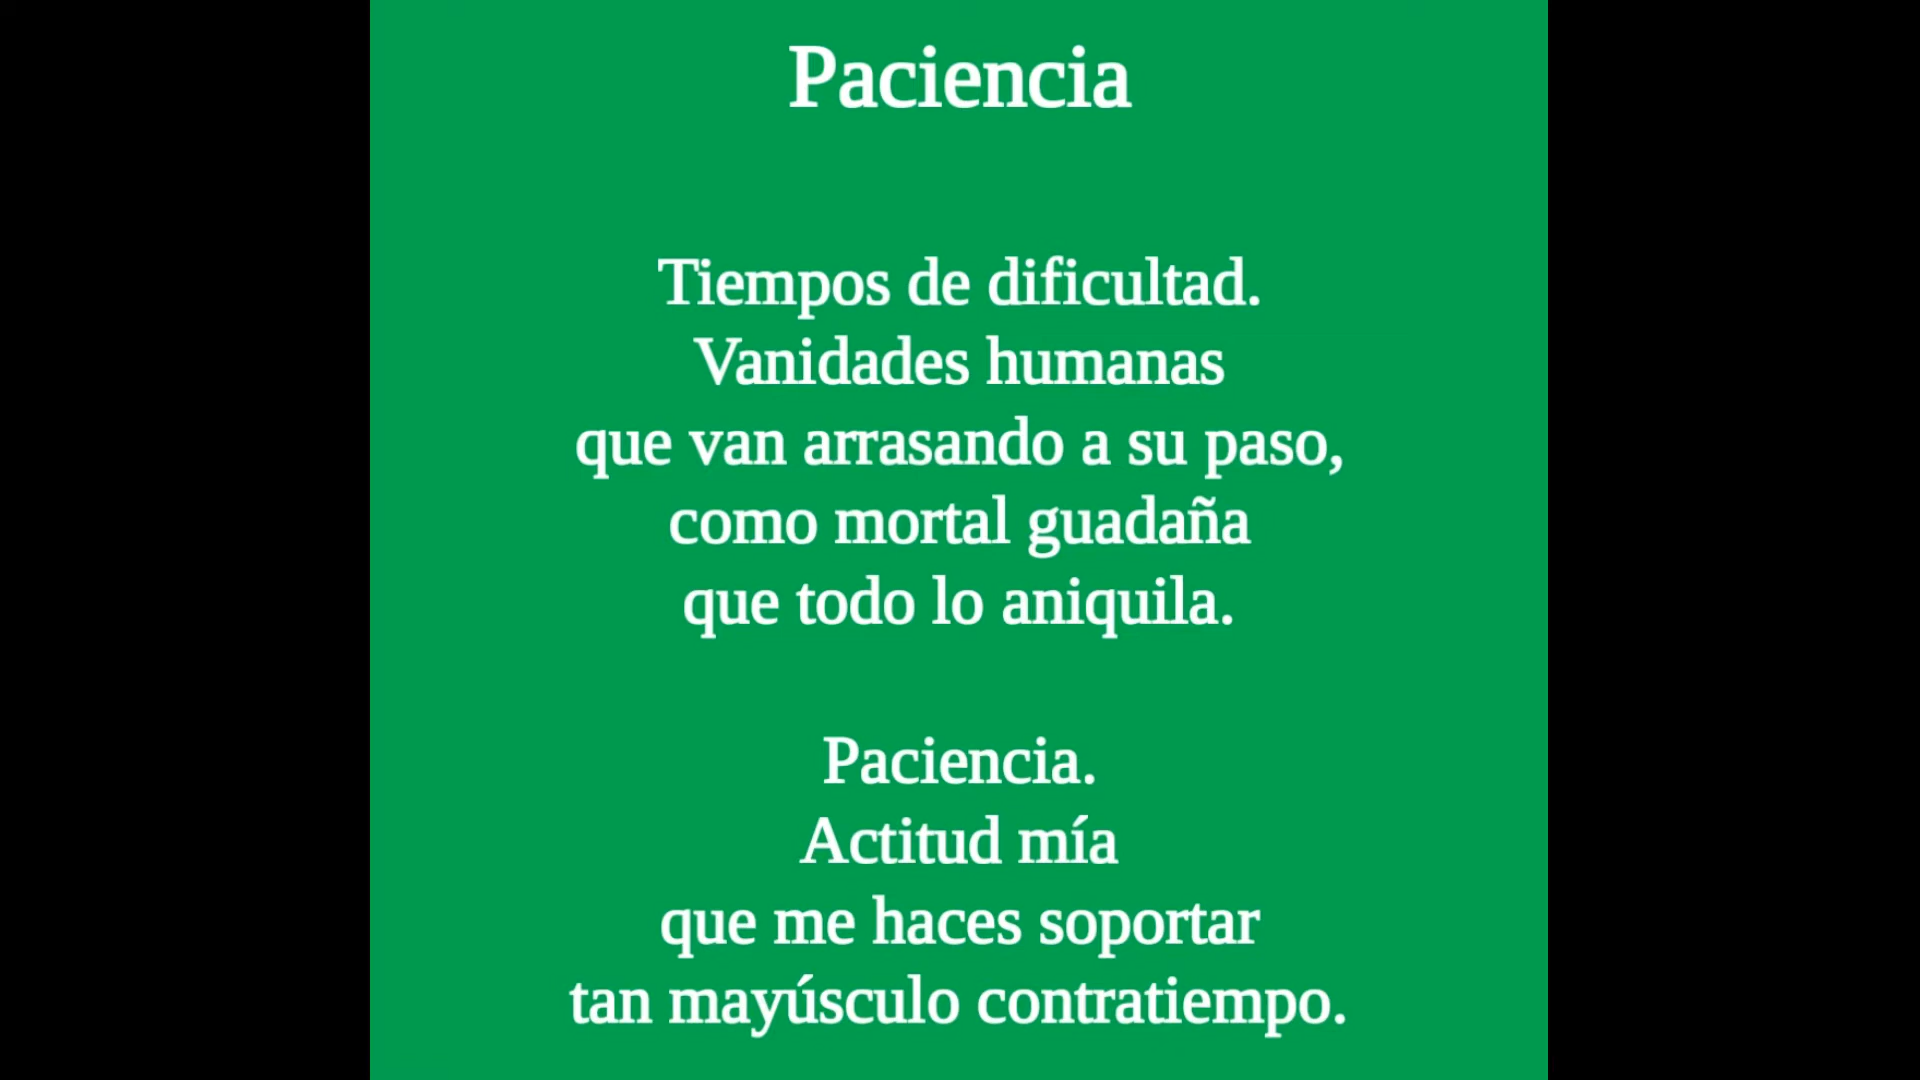 Paciencia
Tiempos de dificultad.
Vanidades humanas
que van arrasando a su paso,
como mortal guadaña
que todo lo aniquila.
Paciencia.
Actitud mía
que me haces soportar
tan mayúsculo contratiempo.